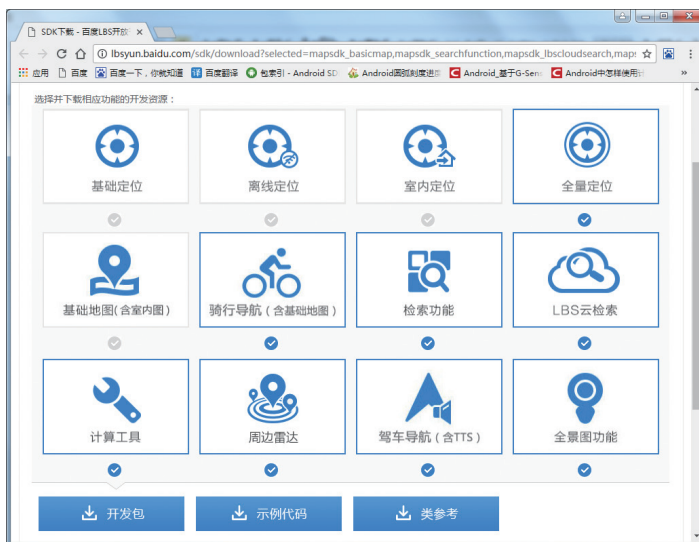 SDK下载 - 百度LBS开放
lbsyun.baidu.com/sdk/download?selected=mapsdk_basicmap,mapsdk_searchfunction,mapsdk_lbscloudsearch,maps
应用 百度 百度一下，你就知道 百度翻译 包索引 - Android SD Android圆弧刻度进度 Android_基于G-Sen Android中怎样使用 »
选择并下载相应功能的开发资源：
基础定位 离线定位 室内定位 全量定位
基础地图(含室内图) 骑行导航(含基础地图) 检索功能 LBS云检索
计算工具 周边雷达 驾车导航(含TTS) 全景图功能
开发包 示例代码 类参考